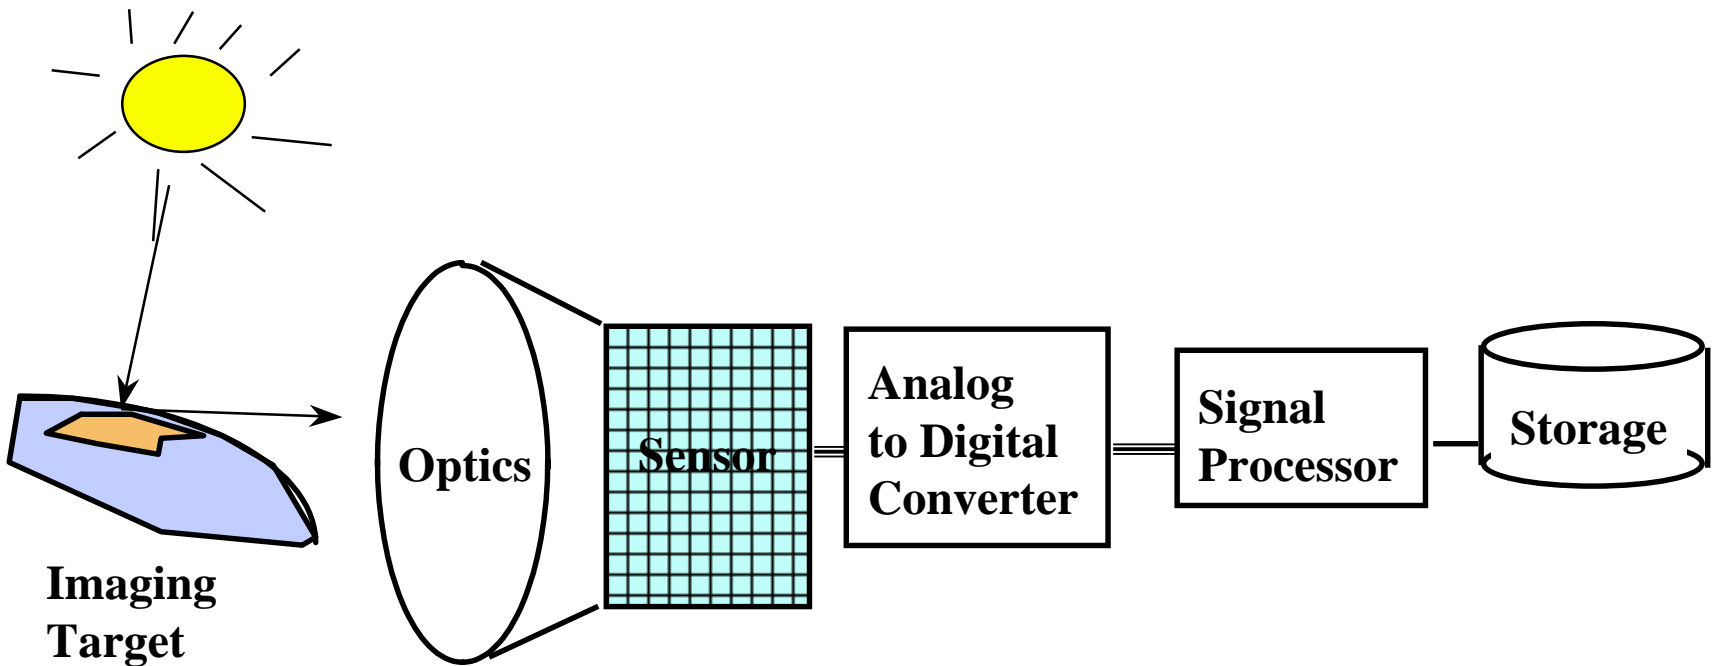 Imaging
Target
Optics
Sensor
Analog
to Digital
Converter
Signal
Processor
Storage